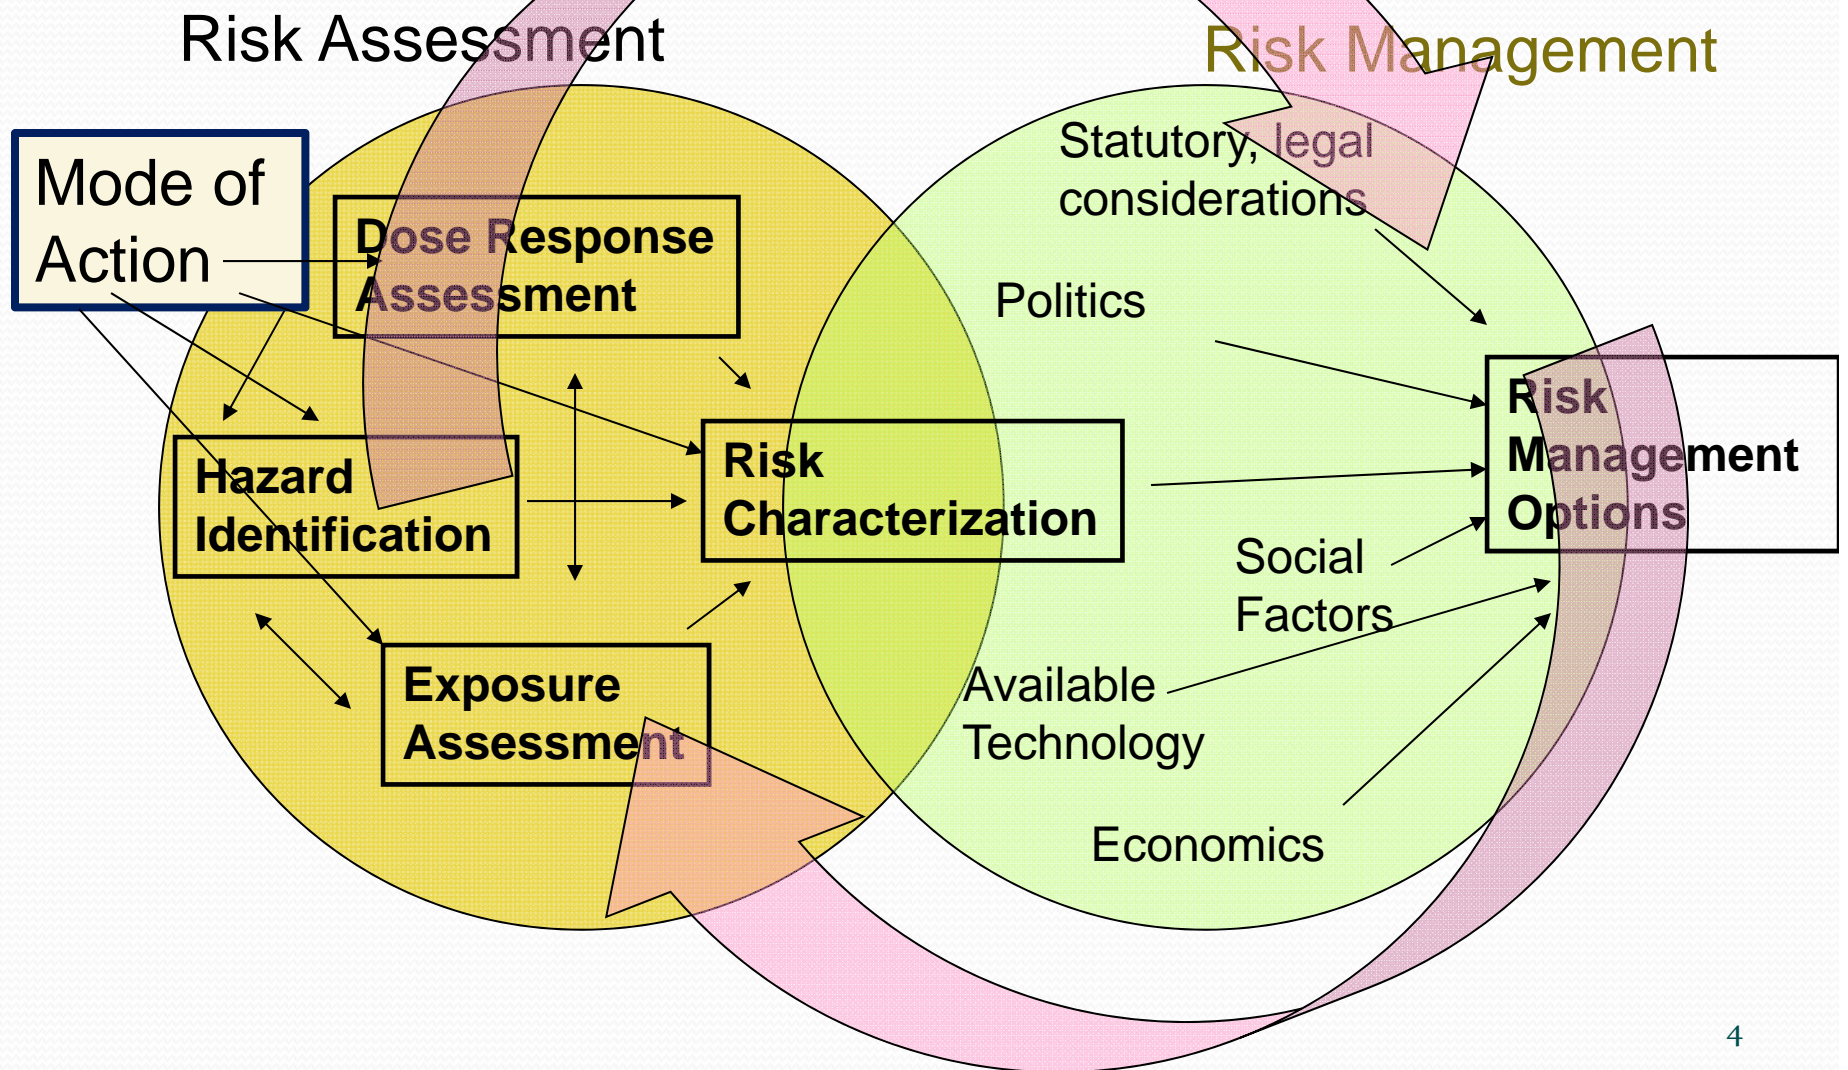 Risk Assessment
Risk Management
Mode of
Action
Dose Response
Assessment
Statutory, legal
considerations
Politics
Hazard
Identification
Risk
Characterization
Risk
Management
Options
Social
Factors
Exposure
Assessment
Available
Technology
Economics
4